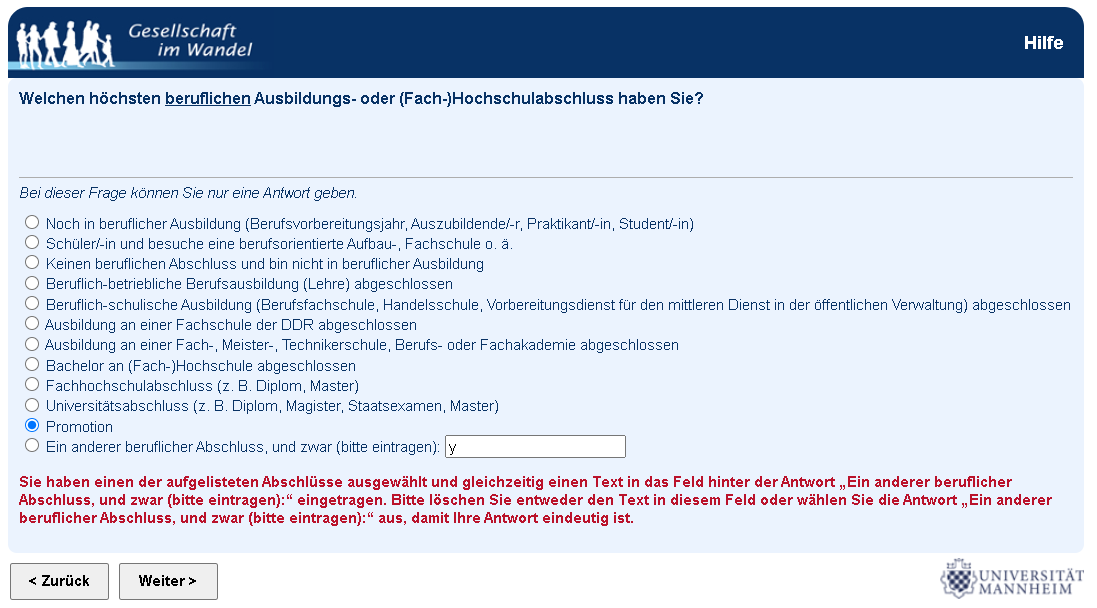 Gesellschaft
im Wandel
Hilfe
Welchen höchsten beruflichen Ausbildungs- oder (Fach-)Hochschulabschluss haben Sie?
Bei dieser Frage können Sie nur eine Antwort geben.
Noch in beruflicher Ausbildung (Berufsvorbereitungsjahr, Auszubildende/-r, Praktikant/-in, Student/-in)
Schüler/-in und besuche eine berufsorientierte Aufbau-, Fachschule o. ä.
Keinen beruflichen Abschluss und bin nicht in beruflicher Ausbildung
Beruflich-betriebliche Berufsausbildung (Lehre) abgeschlossen
Beruflich-schulische Ausbildung (Berufsfachschule, Handelsschule, Vorbereitungsdienst für den mittleren Dienst in der öffentlichen Verwaltung) abgeschlossen
Ausbildung an einer Fachschule der DDR abgeschlossen
Ausbildung an einer Fach-, Meister-, Technikerschule, Berufs- oder Fachakademie abgeschlossen
Bachelor an (Fach-)Hochschule abgeschlossen
Fachhochschulabschluss (z. B. Diplom, Master)
Universitätsabschluss (z. B. Diplom, Magister, Staatsexamen, Master)
Promotion
Ein anderer beruflicher Abschluss, und zwar (bitte eintragen): y
Sie haben einen der aufgelisteten Abschlüsse ausgewählt und gleichzeitig einen Text in das Feld hinter der Antwort „Ein anderer beruflicher
Abschluss, und zwar (bitte eintragen):“ eingetragen. Bitte löschen Sie entweder den Text in diesem Feld oder wählen Sie die Antwort „Ein anderer
beruflicher Abschluss, und zwar (bitte eintragen):“ aus, damit Ihre Antwort eindeutig ist.
< Zurück
Weiter >
UNIVERSITÄT
MANNHEIM